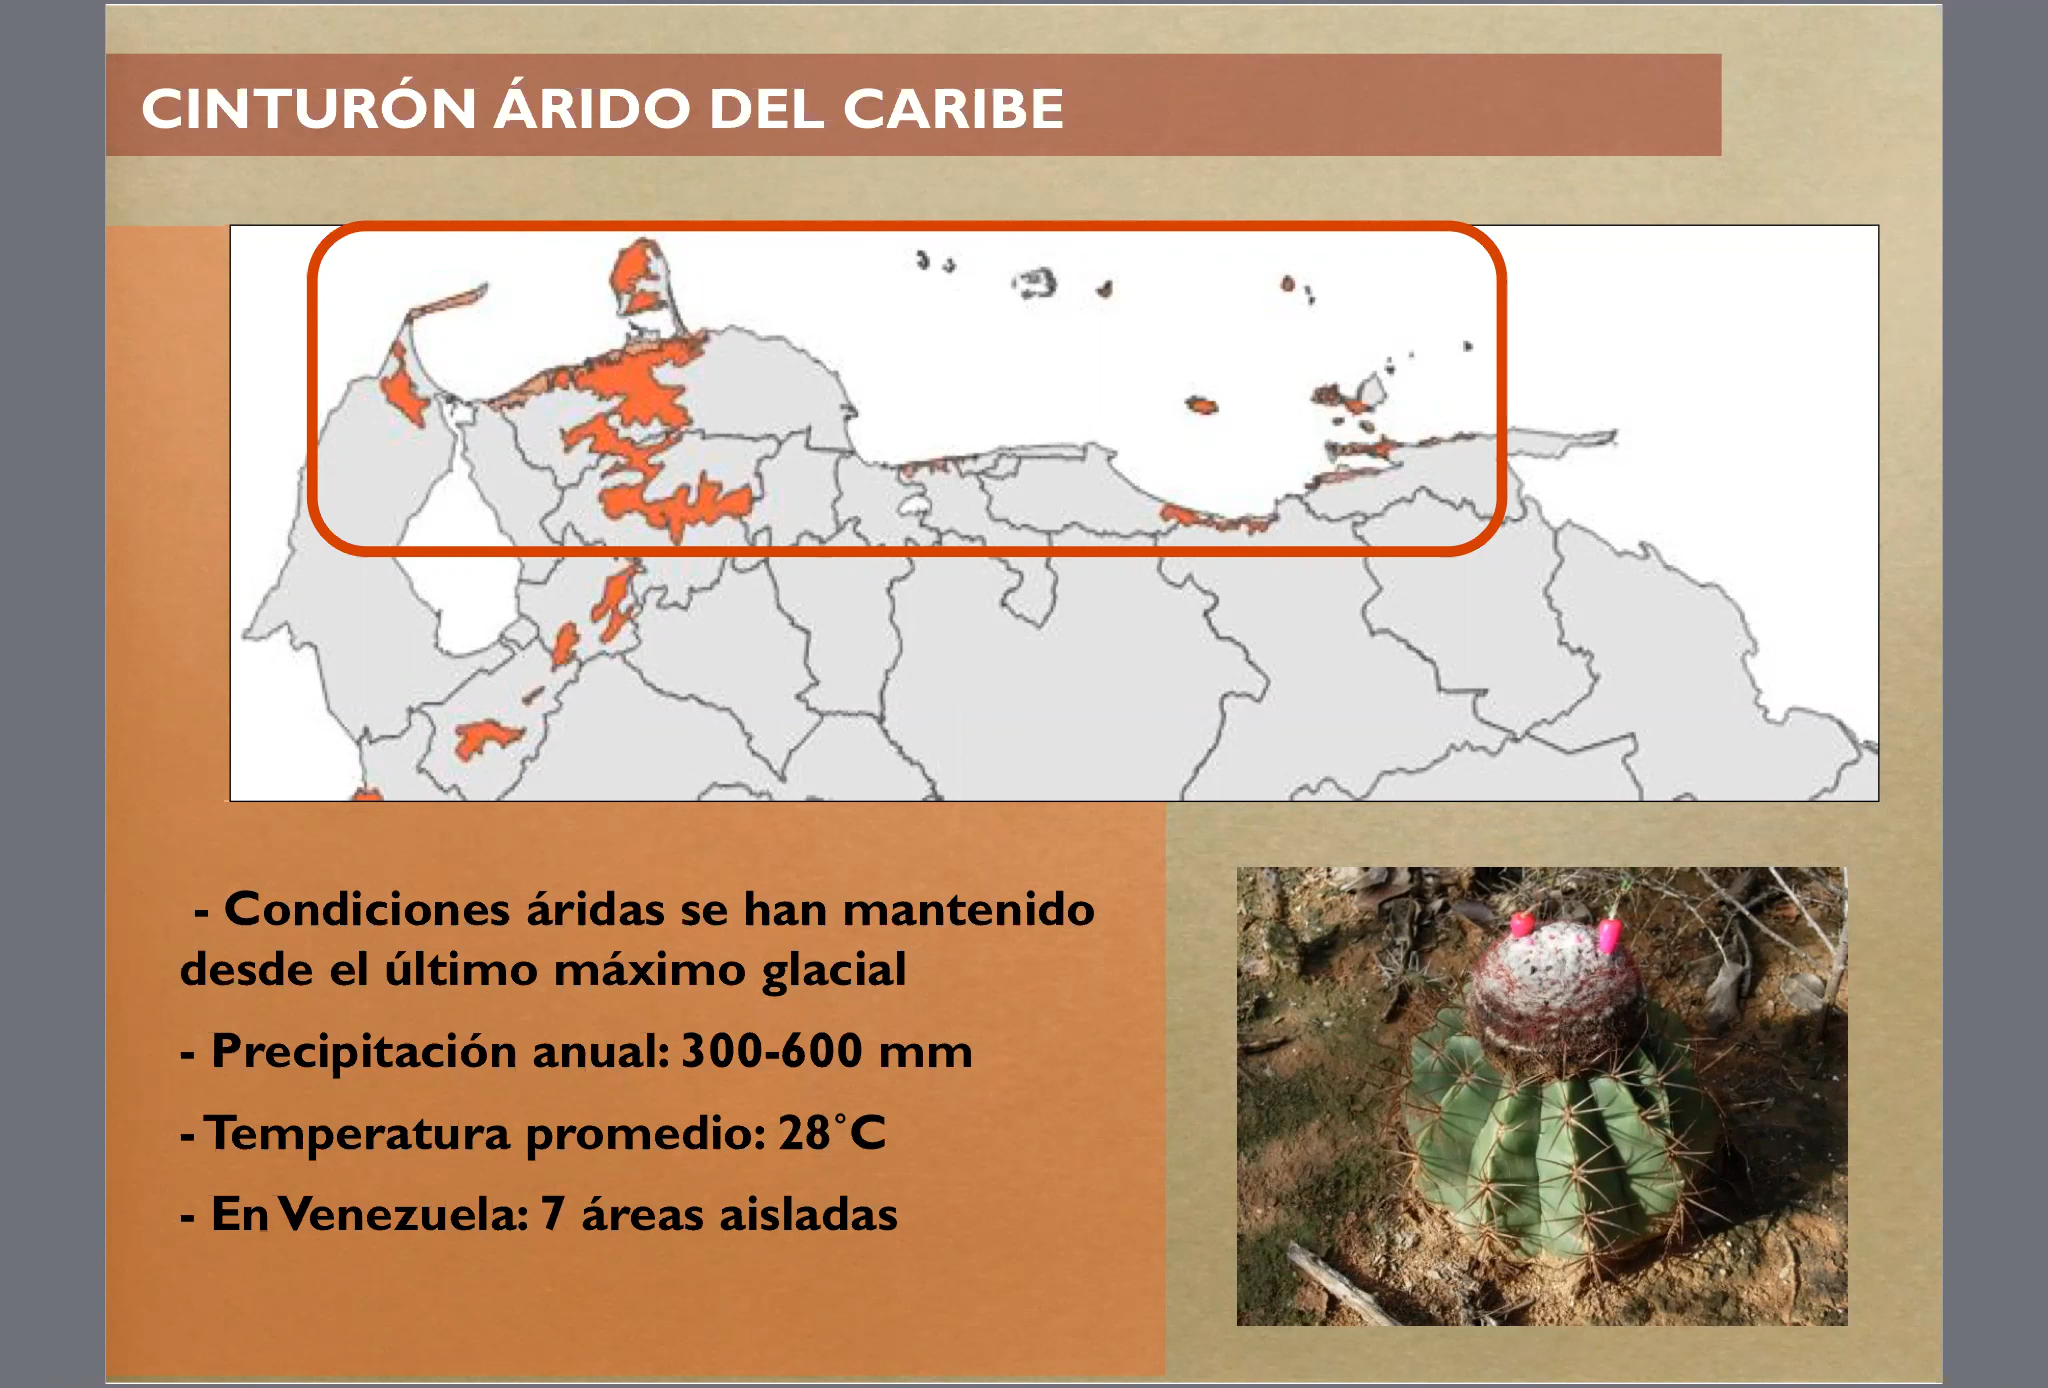 CINTURÓN ÁRIDO DEL CARIBE
- Condiciones áridas se han mantenido
desde el último máximo glacial
- Precipitación anual: 300-600 mm
- Temperatura promedio: 28˚C
- En Venezuela: 7 áreas aisladas